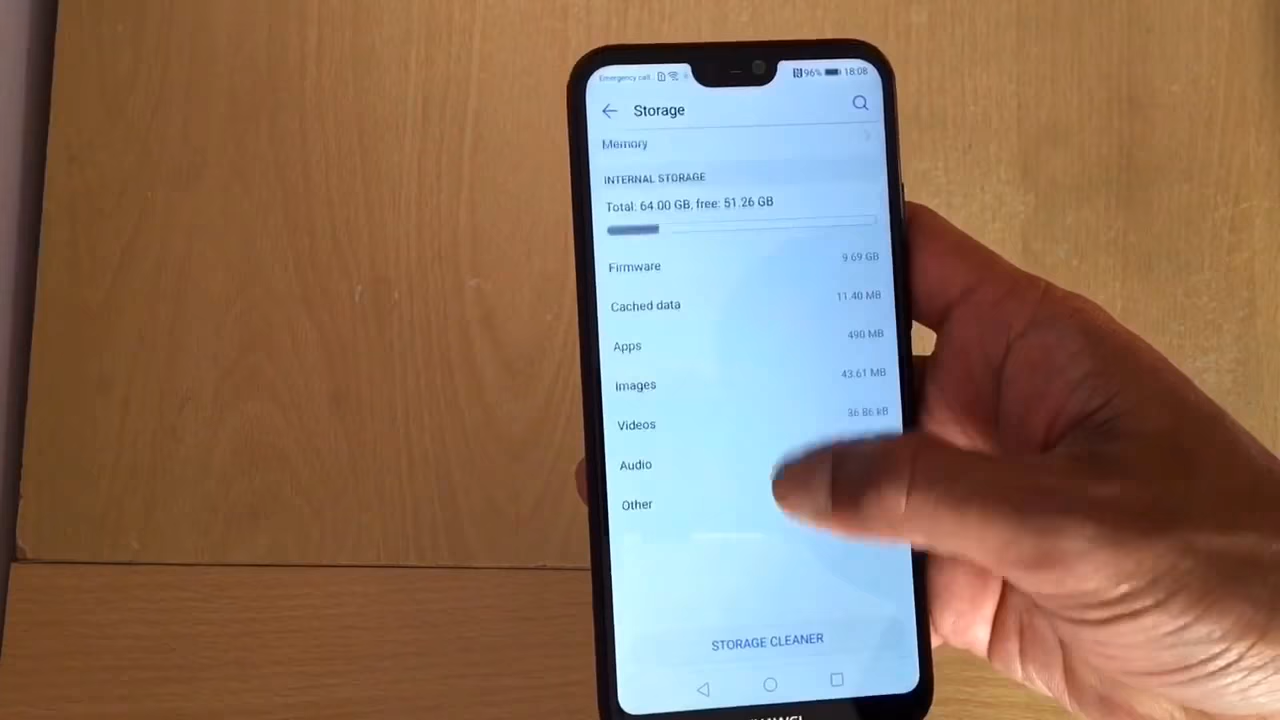 Emergency call 96% 18:08
Storage
Memory
INTERNAL STORAGE
Total: 64.00 GB, free: 51.26 GB
Firmware 9.69 GB
Cached data 11.40 MB
Apps 490 MB
Images 43.61 MB
Videos 36.86 kB
Audio
Other
STORAGE CLEANER